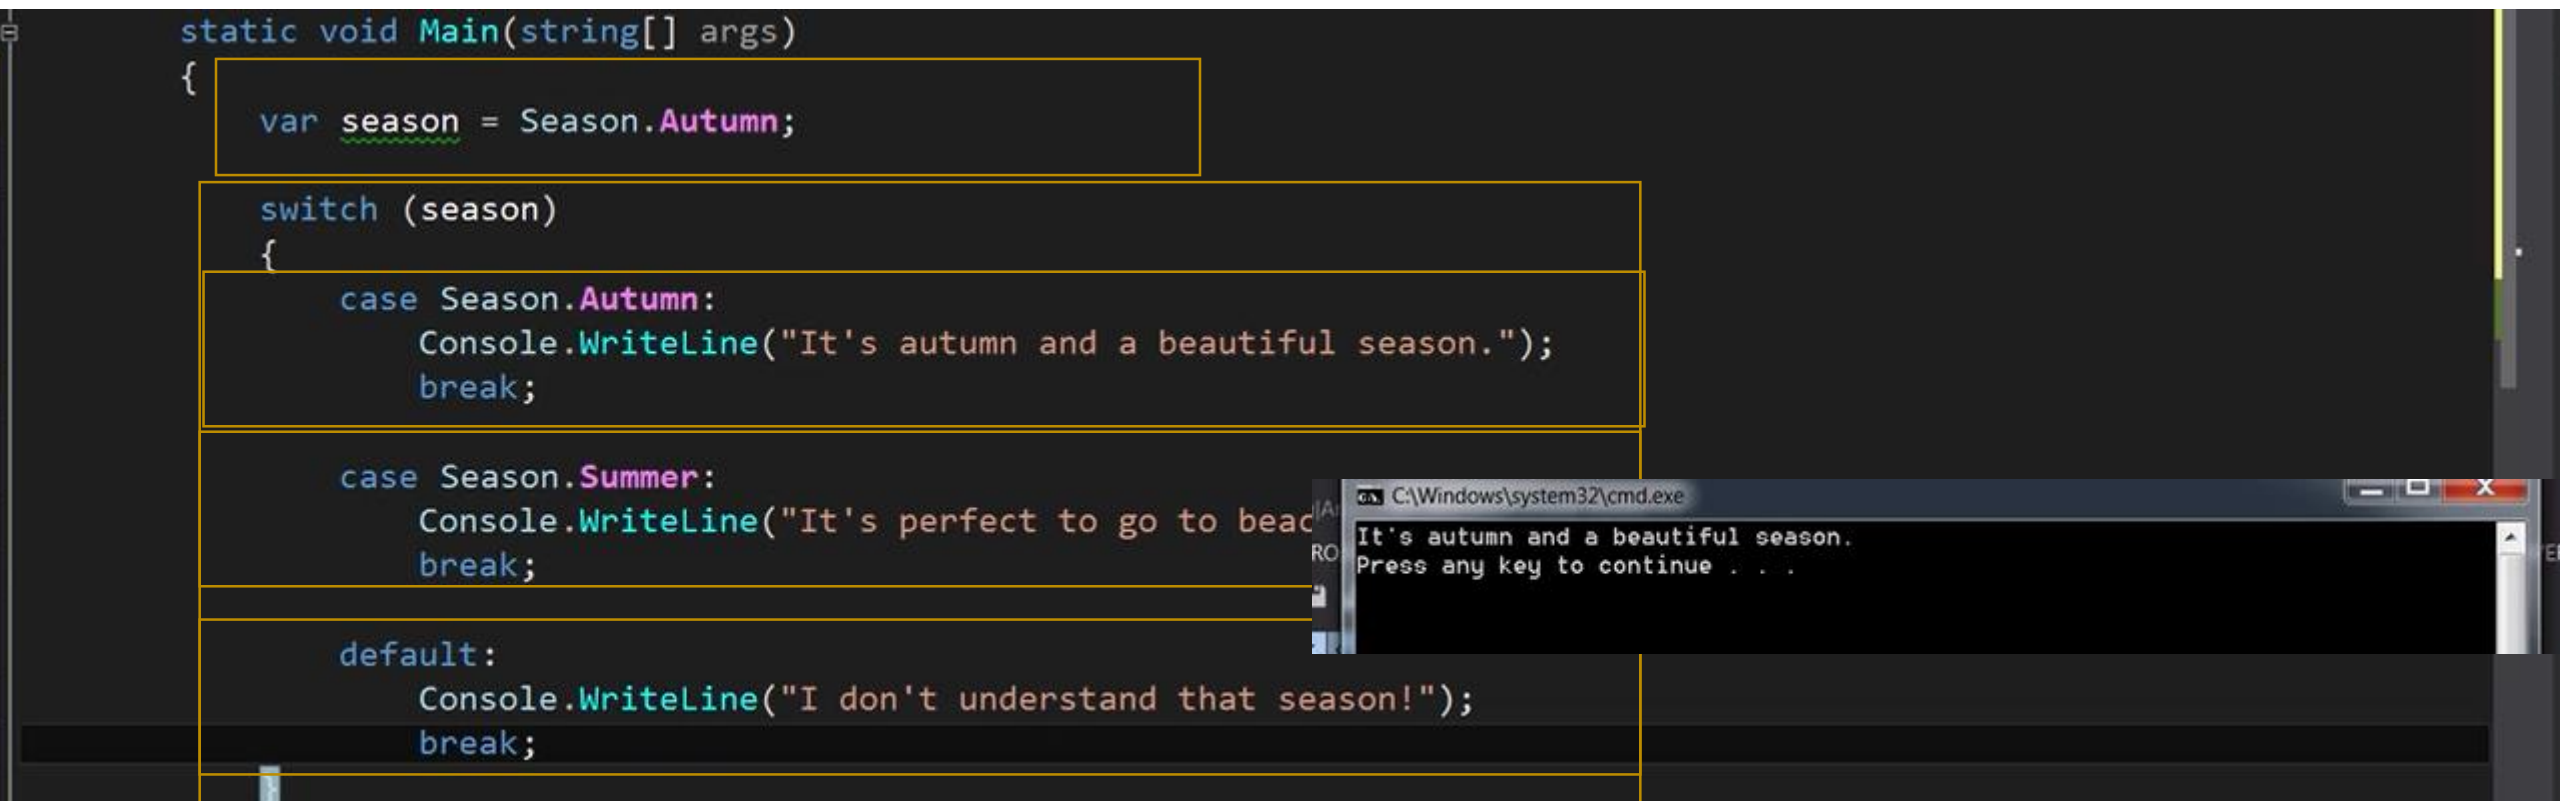 static void Main(string[] args)
{
var season = Season.Autumn;
switch (season)
{
case Season.Autumn:
Console.WriteLine("It's autumn and a beautiful season.");
break;
case Season.Summer:
Console.WriteLine("It's perfect to go to beac
break;
default:
Console.WriteLine("I don't understand that season!");
break;
C:\Windows\system32\cmd.exe
It's autumn and a beautiful season.
Press any key to continue . . .